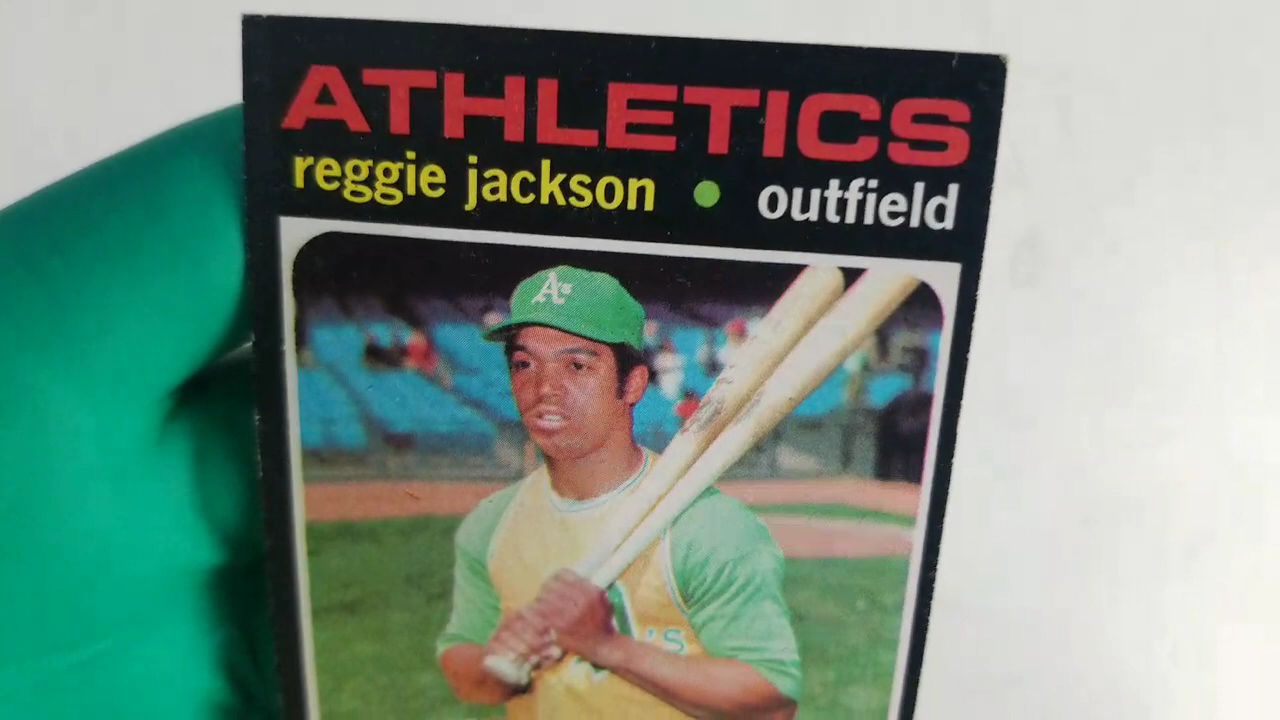 ATHLETICS
reggie jackson • outfield
A's
'S